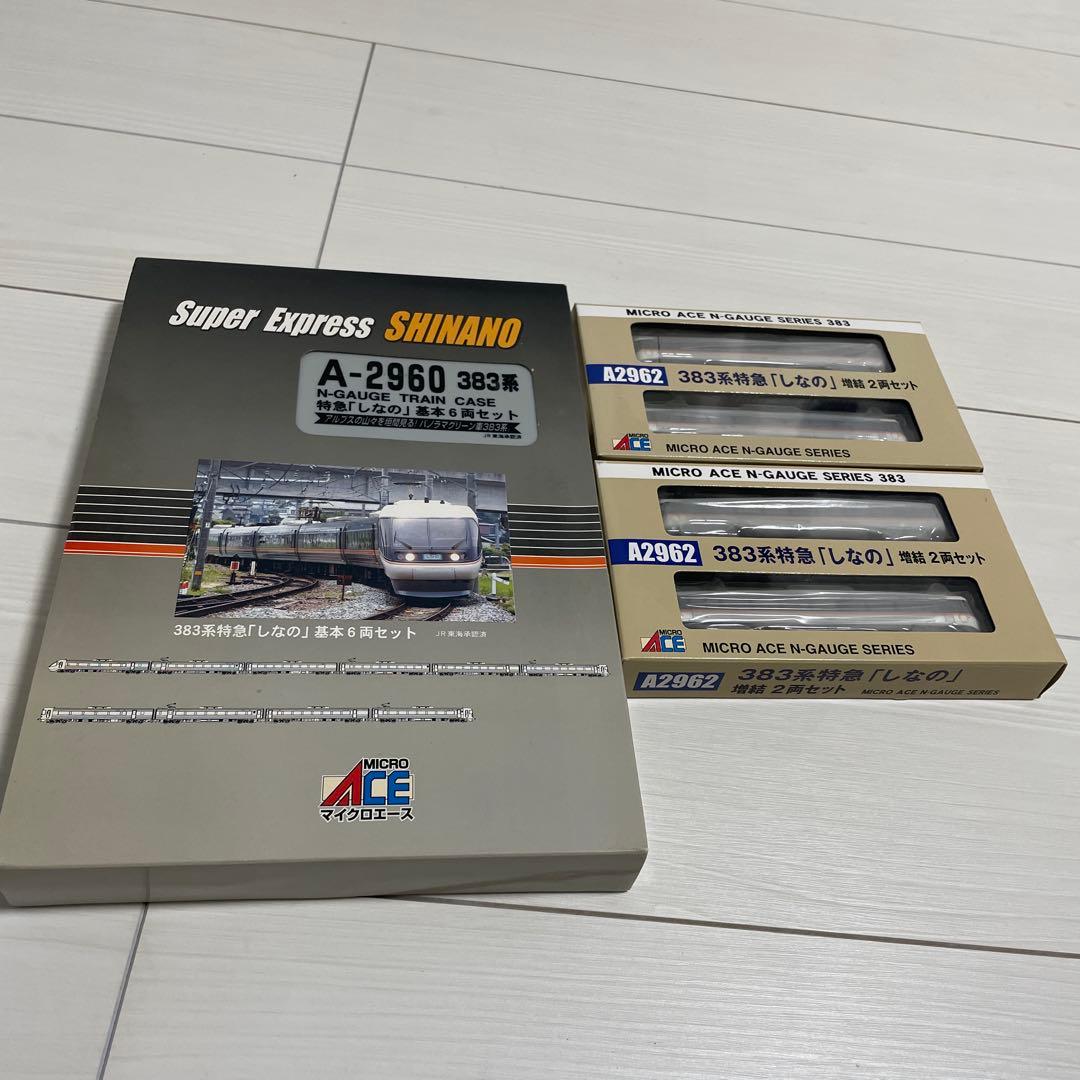 Super Express SHINANO
A-2960 383系
N-GAUGE TRAIN CASE
特急「しなの」基本6両セット
アルプスの山々を垣間見る!パノラマグリーン車383系
JR東海承認済
383系特急「しなの」基本6両セット JR東海承認済
MICRO
ACE
マイクロエース
MICRO ACE N-GAUGE SERIES 383
A2962 383系特急「しなの」増結 2両セット
MICRO
ACE
MICRO ACE N-GAUGE SERIES
MICRO ACE N-GAUGE SERIES 383
A2962 383系特急「しなの」増結 2両セット
MICRO
ACE
MICRO ACE N-GAUGE SERIES
A2962 383系特急「しなの」
増結 2両セット MICRO ACE N-GAUGE SERIES